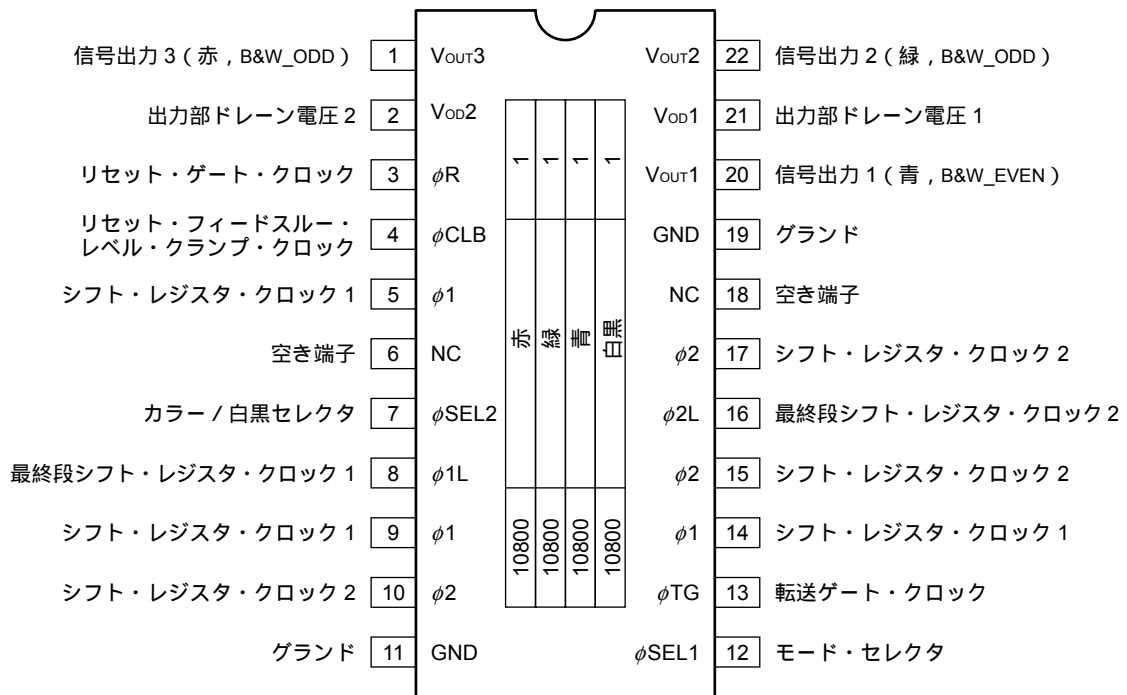 信号出力 3 ( 赤 , B&W_ODD ) 1 VOUT3 VOUT2 22 信号出力 2 ( 緑 , B&W_ODD )
出力部ドレーン電圧 2 2 VOD2 VOD1 21 出力部ドレーン電圧 1
1 1 1 1
リセット・ゲート・クロック 3 φR VOUT1 20 信号出力 1 ( 青 , B&W_EVEN )
リセット・フィードスルー・
レベル・クランプ・クロック 4 φCLB GND 19 グランド
シフト・レジスタ・クロック 1 5 φ1 NC 18 空き端子
赤 緑 青 白黒
空き端子 6 NC φ2 17 シフト・レジスタ・クロック 2
カラー / 白黒セレクタ 7 φSEL2 φ2L 16 最終段シフト・レジスタ・クロック 2
最終段シフト・レジスタ・クロック 1 8 φ1L φ2 15 シフト・レジスタ・クロック 2
シフト・レジスタ・クロック 1 9 φ1 φ1 14 シフト・レジスタ・クロック 1
10800 10800 10800 10800
シフト・レジスタ・クロック 2 10 φ2 φTG 13 転送ゲート・クロック
グランド 11 GND φSEL1 12 モード・セレクタ